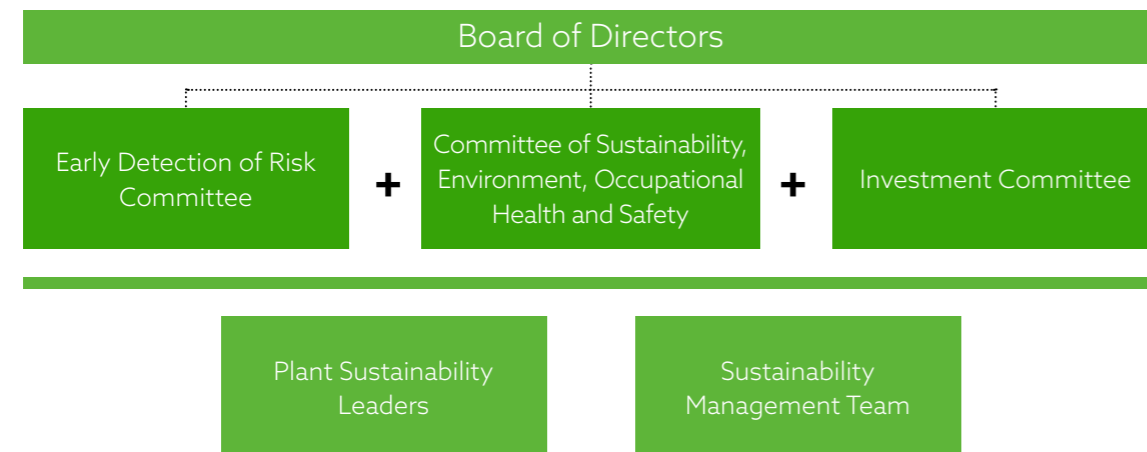 Board of Directors
Early Detection of Risk
Committee
+
Committee of Sustainability,
Environment, Occupational
Health and Safety
+
Investment Committee
Plant Sustainability
Leaders
Sustainability
Management Team